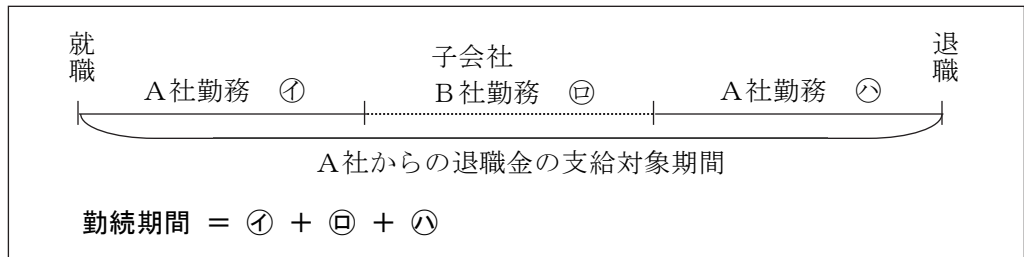 就職
子会社
退職
A社勤務 ㋑
B社勤務 ㋺
A社勤務 ㋩
A社からの退職金の支給対象期間
勤続期間 = ㋑ + ㋺ + ㋩